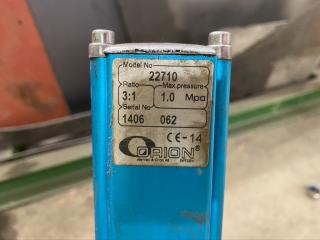 Model No
22710
Ratio Max.pressure
3:1 1.0 Mpa
Serial No
1406 062
CE-14
ORION®